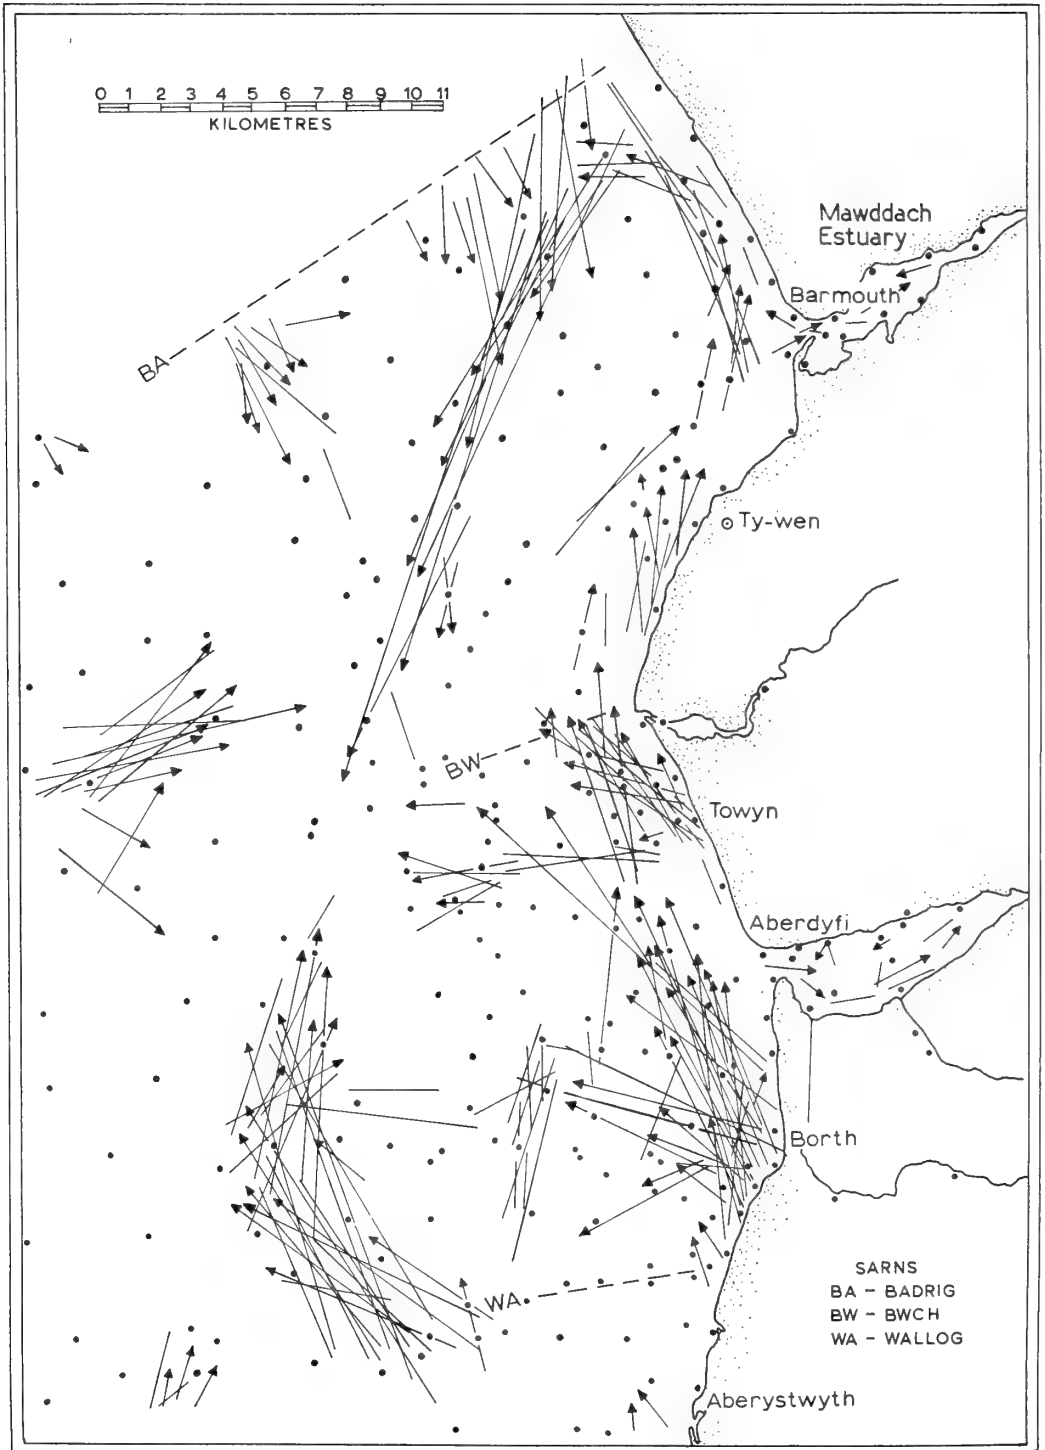 0 1 2 3 4 5 6 7 8 9 10 11
KILOMETRES
Mawddach
Estuary
Barmouth
BA
Ty-wen
BW
Towyn
Aberdyfi
Borth
WA
SARNS
BA – BADRIG
BW – BWCH
WA – WALLOG
Aberystwyth